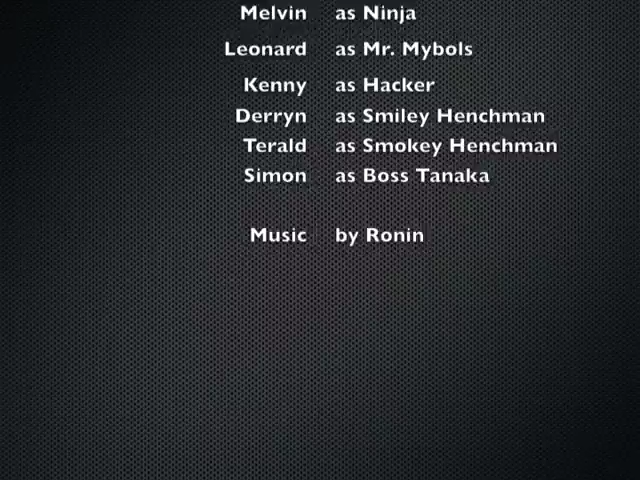 Melvin as Ninja
Leonard as Mr. Mybols
Kenny as Hacker
Derryn as Smiley Henchman
Terald as Smokey Henchman
Simon as Boss Tanaka
Music by Ronin